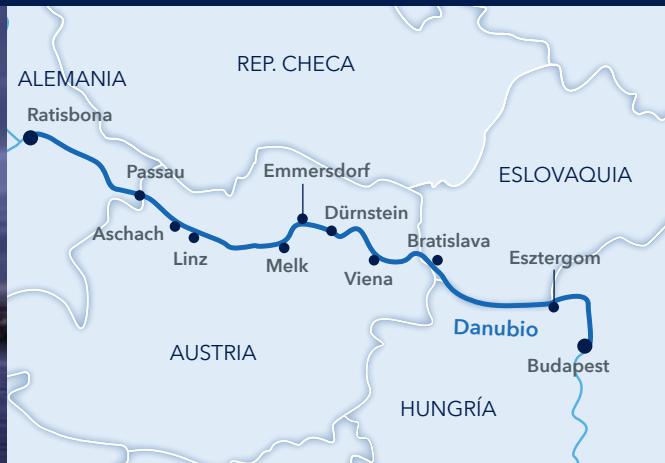 REP. CHECA
ALEMANIA
Ratisbona
Emmersdorf
Passau
ESLOVAQUIA
Dürnstein
Aschach
Bratislava
Linz
Esztergom
Melk
Viena
Danubio
AUSTRIA
Budapest
HUNGRÍA